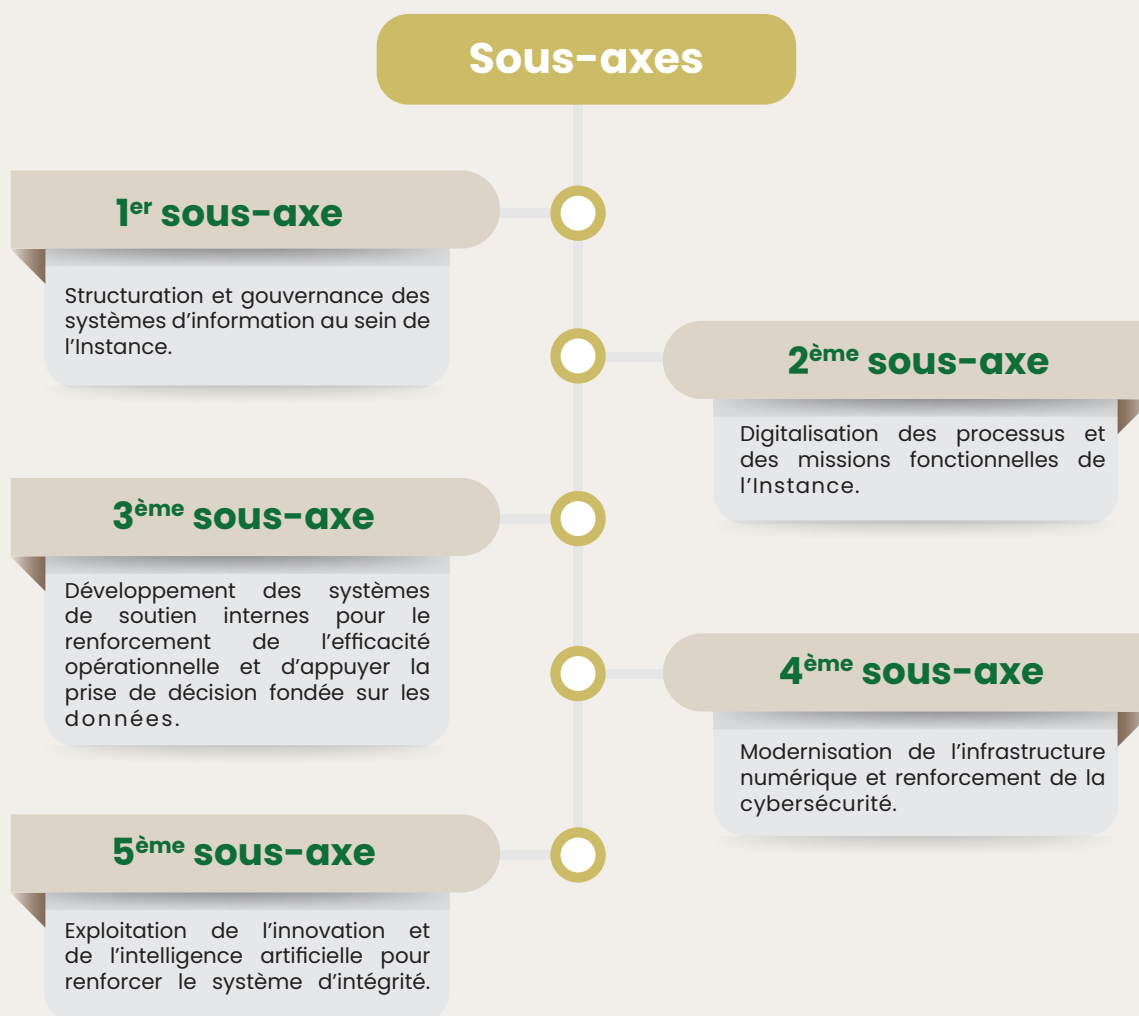 Sous-axes
1er sous-axe
Structuration et gouvernance des
systèmes d'information au sein de
l'Instance.
2ème sous-axe
Digitalisation des processus et
des missions fonctionnelles de
l'Instance.
3ème sous-axe
Développement des systèmes
de soutien internes pour le
renforcement de l'efficacité
opérationnelle et d'appuyer la
prise de décision fondée sur les
données.
4ème sous-axe
Modernisation de l'infrastructure
numérique et renforcement de la
cybersécurité.
5ème sous-axe
Exploitation de l'innovation et
de l'intelligence artificielle pour
renforcer le système d'intégrité.